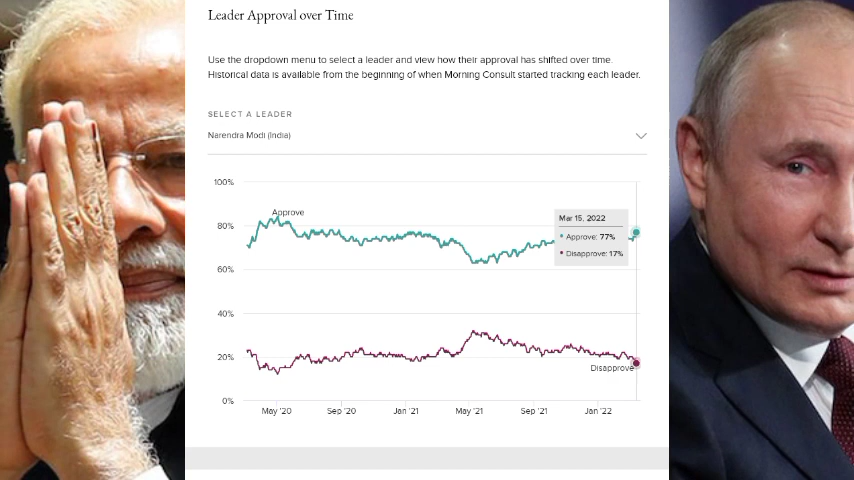 Leader Approval over Time
Use the dropdown menu to select a leader and view how their approval has shifted over time.
Historical data is available from the beginning of when Morning Consult started tracking each leader.
SELECT A LEADER
Narendra Modi (India)
100%
80%
60%
40%
20%
0%
Approve
Mar 15, 2022
Approve: 77%
Disapprove: 17%
Disapprove
May '20
Sep '20
Jan '21
May '21
Sep '21
Jan '22